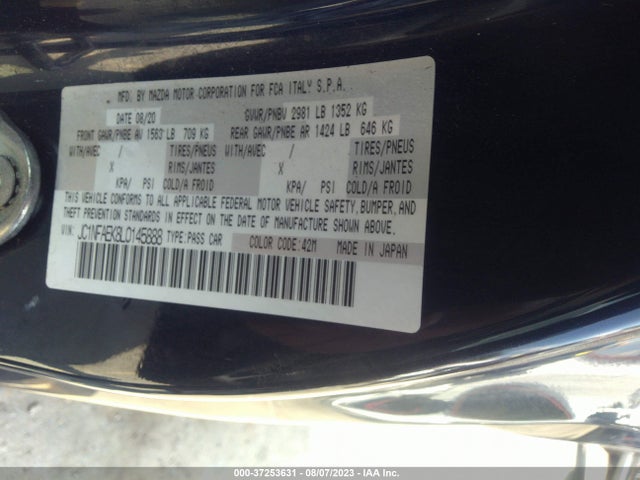 MFD. BY MAZDA MOTOR CORPORATION FOR FCA ITALY S.P.A.
DATE 08/20 GVWR/PNBV 2981 LB 1352 KG
FRONT GAWR/PNBE AV 1563 LB 709 KG REAR GAWR/PNBE AR 1424 LB 646 KG
WITH/AVEC / TIRES/PNEUS WITH/AVEC / TIRES/PNEUS
X RIMS/JANTES X RIMS/JANTES
KPA/ PSI COLD/A FROID KPA/ PSI COLD/A FROID
THIS VEHICLE CONFORMS TO ALL APPLICABLE FEDERAL MOTOR VEHICLE SAFETY, BUMPER, AND
THEFT PREVENTION STANDARDS IN EFFECT ON THE DATE OF MANUFACTURE SHOWN ABOVE.
VIN: JC1NFAEK3L0145888 TYPE:PASS CAR COLOR CODE:42M MADE IN JAPAN
000-37253631 - 08/07/2023 - IAA Inc.